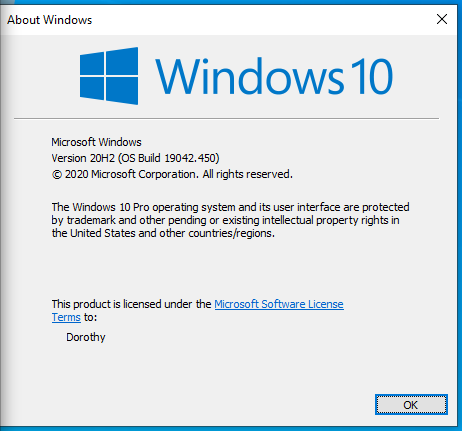 About Windows
Windows 10
Microsoft Windows
Version 20H2 (OS Build 19042.450)
© 2020 Microsoft Corporation. All rights reserved.
The Windows 10 Pro operating system and its user interface are protected
by trademark and other pending or existing intellectual property rights in
the United States and other countries/regions.
This product is licensed under the Microsoft Software License
Terms to:
Dorothy
OK